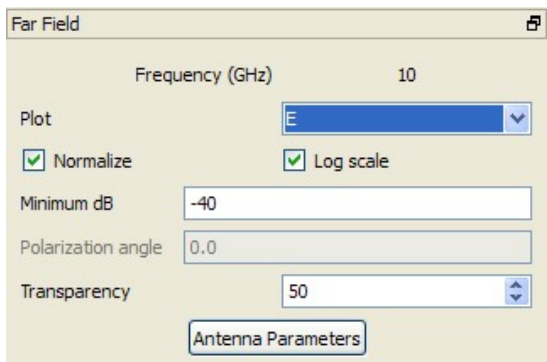 Far Field
Frequency (GHz) 10
Plot E
Normalize Log scale
Minimum dB -40
Polarization angle 0.0
Transparency 50
Antenna Parameters